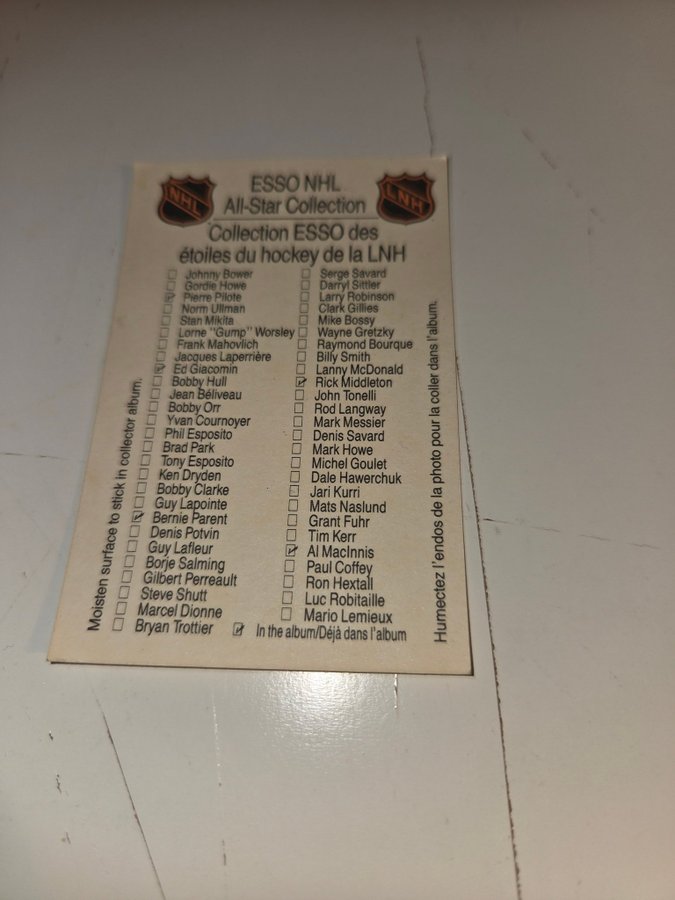 NHL
ESSO NHL
All-Star Collection
LNH
Collection ESSO des
étoiles du hockey de la LNH
Johnny Bower
Gordie Howe
Pierre Pilote
Norm Ullman
Stan Mikita
Lorne "Gump" Worsley
Frank Mahovlich
Jacques Laperrière
Ed Giacomin
Bobby Hull
Jean Béliveau
Bobby Orr
Yvan Cournoyer
Phil Esposito
Brad Park
Tony Esposito
Ken Dryden
Bobby Clarke
Guy Lapointe
Bernie Parent
Denis Potvin
Guy Lafleur
Borje Salming
Gilbert Perreault
Steve Shutt
Marcel Dionne
Bryan Trottier
Serge Savard
Darryl Sittler
Larry Robinson
Clark Gillies
Mike Bossy
Wayne Gretzky
Raymond Bourque
Billy Smith
Lanny McDonald
Rick Middleton
John Tonelli
Rod Langway
Mark Messier
Denis Savard
Mark Howe
Michel Goulet
Dale Hawerchuk
Jari Kurri
Mats Naslund
Grant Fuhr
Tim Kerr
Al MacInnis
Paul Coffey
Ron Hextall
Luc Robitaille
Mario Lemieux
In the album/Déjà dans l'album
Moisten surface to stick in collector album.
Humectez l'endos de la photo pour la coller dans l'album.